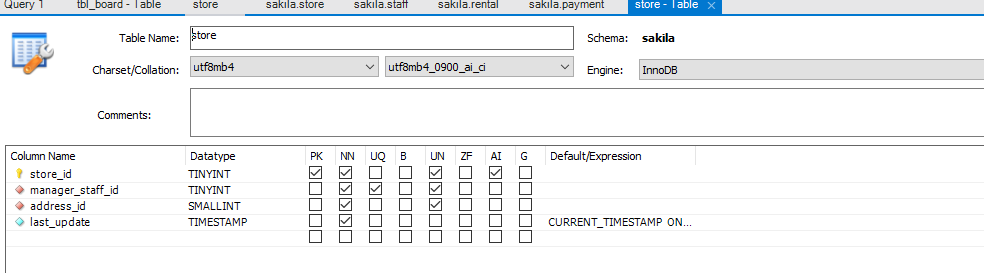 Query 1 tbl_board - Table store sakila.store sakila.staff sakila.rental sakila.payment store - Table ×
Table Name: store Schema: sakila
Charset/Collation: utf8mb4 utf8mb4_0900_ai_ci Engine: InnoDB
Comments:
Column Name Datatype PK NN UQ B UN ZF AI G Default/Expression
store_id TINYINT
manager_staff_id TINYINT
address_id SMALLINT
last_update TIMESTAMP CURRENT_TIMESTAMP ON...